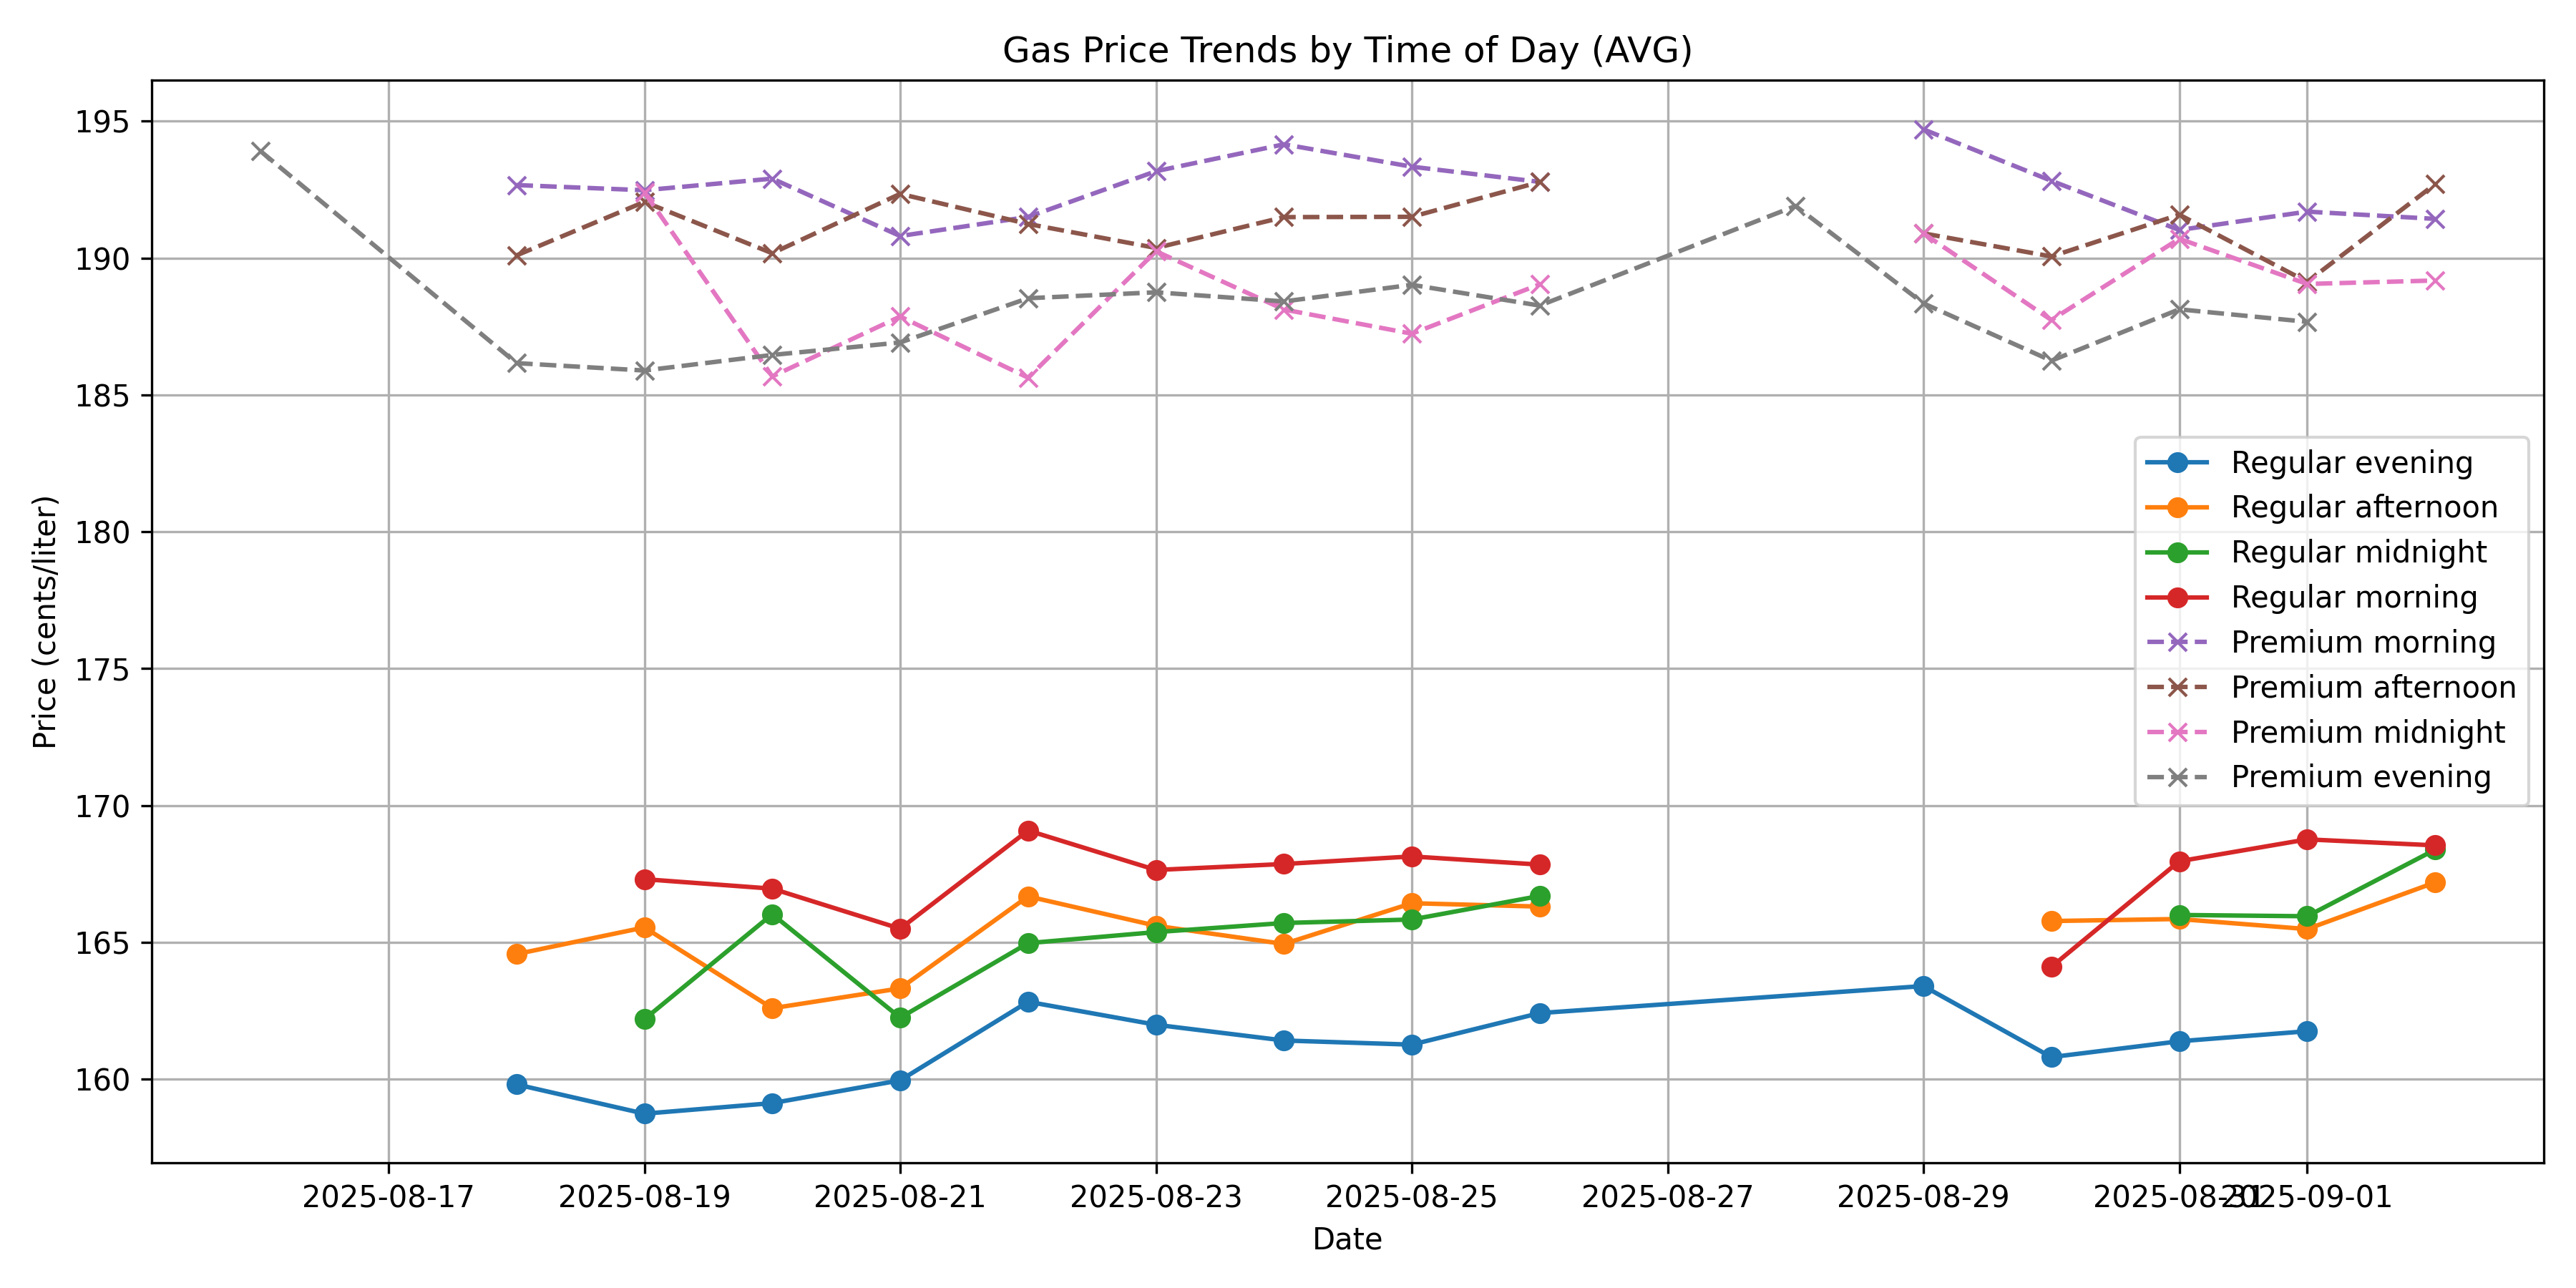 Gas Price Trends by Time of Day (AVG)
195
190
185
180
175
170
165
160
Price (cents/liter)
Regular evening
Regular afternoon
Regular midnight
Regular morning
Premium morning
Premium afternoon
Premium midnight
Premium evening
2025-08-17 2025-08-19 2025-08-21 2025-08-23 2025-08-25 2025-08-27 2025-08-29 2025-08-31 2025-09-01
Date